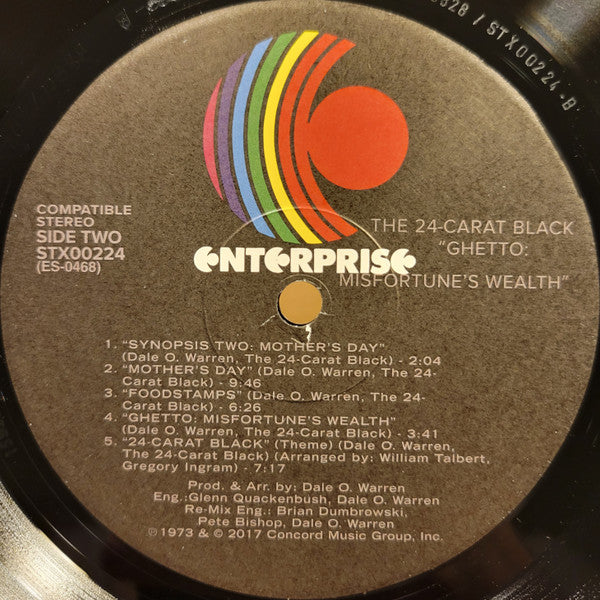 328 / STX00224-B
COMPATIBLE
STEREO
SIDE TWO
STX00224
(ES-0468)
THE 24-CARAT BLACK
"GHETTO:
MISFORTUNE'S WEALTH"
ENTERPRISE
1. "SYNOPSIS TWO: MOTHER'S DAY"
(Dale O. Warren, The 24-Carat Black) - 2:04
2. "MOTHER'S DAY" (Dale O. Warren, The 24-
Carat Black) - 9:46
3. "FOODSTAMPS" (Dale O. Warren, The 24-
Carat Black) - 6:26
4. "GHETTO: MISFORTUNE'S WEALTH"
(Dale O. Warren, The 24-Carat Black) - 3:41
5. "24-CARAT BLACK" (Theme) (Dale O. Warren,
The 24-Carat Black) (Arranged by: William Talbert,
Gregory Ingram) - 7:17
Prod. & Arr. by: Dale O. Warren
Eng.:Glenn Quackenbush, Dale O. Warren
Re-Mix Eng.: Brian Dumbrowski,
Pete Bishop, Dale O. Warren
℗ 1973 & © 2017 Concord Music Group, Inc.